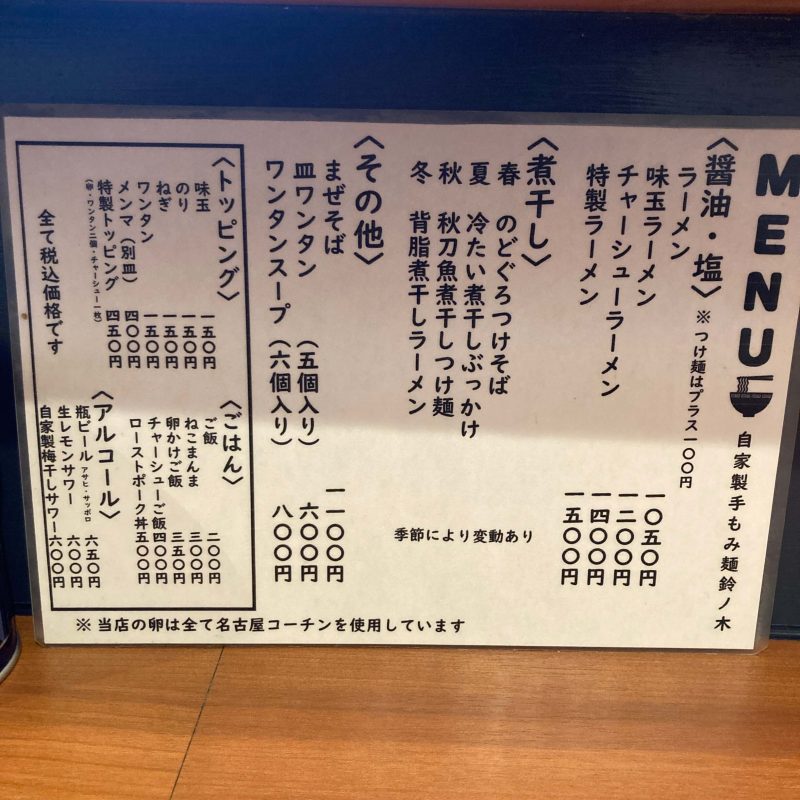 MENU
自家製手もみ麺鈴ノ木
〈醤油・塩〉※つけ麺はプラス一〇〇円
ラーメン 一〇五〇円
味玉ラーメン 一二〇〇円
チャーシューラーメン 一四〇〇円
特製ラーメン 一五〇〇円
〈煮干し〉
春 のどぐろつけそば
夏 冷たい煮干しぶっかけ
秋 秋刀魚煮干しつけ麺
冬 背脂煮干しラーメン
季節により変動あり
〈その他〉
まぜそば 一一〇〇円
皿ワンタン（五個入り） 六〇〇円
ワンタンスープ（六個入り） 八〇〇円
〈トッピング〉
味玉 一五〇円
のり 一五〇円
ねぎ 一五〇円
ワンタン 一五〇円
メンマ（別皿） 四〇〇円
特製トッピング 四五〇円
（卵・ワンタン二個・チャーシュー一枚）
全て税込価格です
〈ごはん〉
ご飯 二〇〇円
ねこまんま 三〇〇円
卵かけご飯 三五〇円
チャーシューご飯 四〇〇円
ローストポーク丼 五〇〇円
〈アルコール〉
瓶ビール アサヒ・サッポロ 六五〇円
生レモンサワー 六〇〇円
自家製梅干しサワー 六〇〇円
※当店の卵は全て名古屋コーチンを使用しています